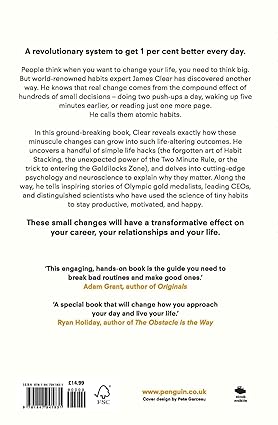 A revolutionary system to get 1 per cent better every day.
People think when you want to change your life, you need to think big.
But world-renowned habits expert James Clear has discovered another
way. He knows that real change comes from the compound effect of
hundreds of small decisions – doing two push-ups a day, waking up five
minutes earlier, or reading just one more page.
He calls them atomic habits.
In this ground-breaking book, Clear reveals exactly how these
minuscule changes can grow into such life-altering outcomes. He
uncovers a handful of simple life hacks (the forgotten art of Habit
Stacking, the unexpected power of the Two Minute Rule, or the
trick to entering the Goldilocks Zone), and delves into cutting-edge
psychology and neuroscience to explain why they matter. Along the
way, he tells inspiring stories of Olympic gold medalists, leading CEOs,
and distinguished scientists who have used the science of tiny habits
to stay productive, motivated, and happy.
These small changes will have a transformative effect on
your career, your relationships and your life.
‘This engaging, hands-on book is the guide you need to
break bad routines and make good ones.’
Adam Grant, author of Originals
‘A special book that will change how you approach
your day and live your life.’
Ryan Holiday, author of The Obstacle is the Way
£14.99
FSC
www.penguin.co.uk
Cover design by Pete Garceau